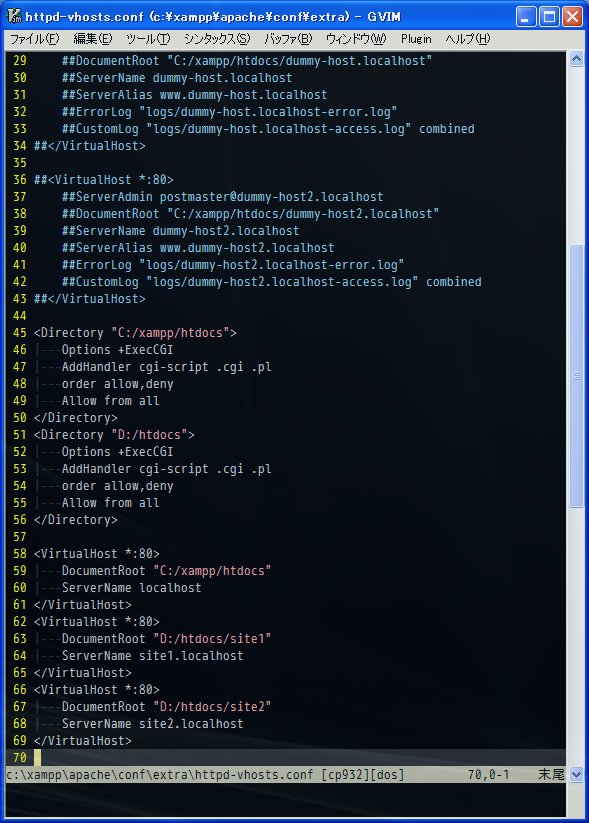 httpd-vhosts.conf (c:¥xampp¥apache¥conf¥extra) - GVIM
ファイル(F) 編集(E) ツール(T) シンタックス(S) バッファ(B) ウィンドウ(W) Plugin ヘルプ(H)
29     ##DocumentRoot "C:/xampp/htdocs/dummy-host.localhost"
30     ##ServerName dummy-host.localhost
31     ##ServerAlias www.dummy-host.localhost
32     ##ErrorLog "logs/dummy-host.localhost-error.log"
33     ##CustomLog "logs/dummy-host.localhost-access.log" combined
34 ##</VirtualHost>
35
36 ##<VirtualHost *:80>
37     ##ServerAdmin postmaster@dummy-host2.localhost
38     ##DocumentRoot "C:/xampp/htdocs/dummy-host2.localhost"
39     ##ServerName dummy-host2.localhost
40     ##ServerAlias www.dummy-host2.localhost
41     ##ErrorLog "logs/dummy-host2.localhost-error.log"
42     ##CustomLog "logs/dummy-host2.localhost-access.log" combined
43 ##</VirtualHost>
44
45 <Directory "C:/xampp/htdocs">
46 |---Options +ExecCGI
47 |---AddHandler cgi-script .cgi .pl
48 |---order allow,deny
49 |---Allow from all
50 </Directory>
51 <Directory "D:/htdocs">
52 |---Options +ExecCGI
53 |---AddHandler cgi-script .cgi .pl
54 |---order allow,deny
55 |---Allow from all
56 </Directory>
57
58 <VirtualHost *:80>
59 |---DocumentRoot "C:/xampp/htdocs"
60 |---ServerName localhost
61 </VirtualHost>
62 <VirtualHost *:80>
63 |---DocumentRoot "D:/htdocs/site1"
64 |---ServerName site1.localhost
65 </VirtualHost>
66 <VirtualHost *:80>
67 |---DocumentRoot "D:/htdocs/site2"
68 |---ServerName site2.localhost
69 </VirtualHost>
70
c:\xampp\apache\conf\extra\httpd-vhosts.conf [cp932][dos] 70,0-1 末尾